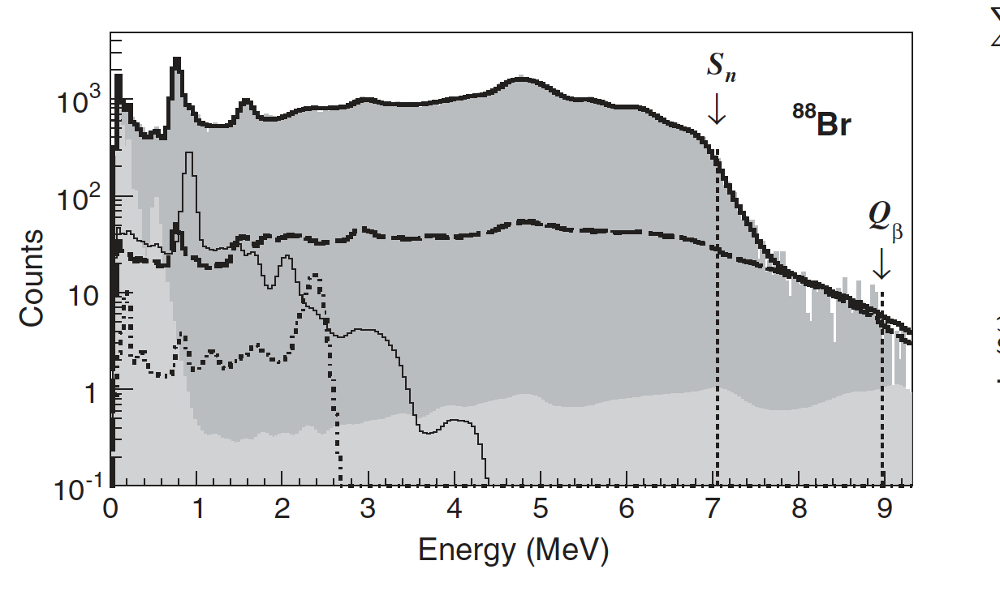 S_n
^88Br
Q_β
Counts
10^3
10^2
10
1
10^-1
0 1 2 3 4 5 6 7 8 9
Energy (MeV)